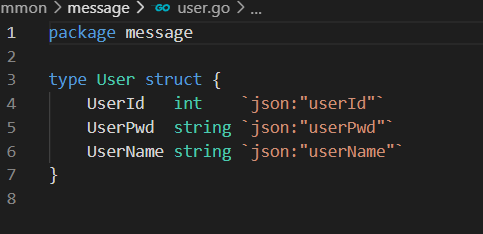 mmon > message > GO user.go > ...
1 package message
2
3 type User struct {
4     UserId   int    `json:"userId"`
5     UserPwd  string `json:"userPwd"`
6     UserName string `json:"userName"`
7 }
8